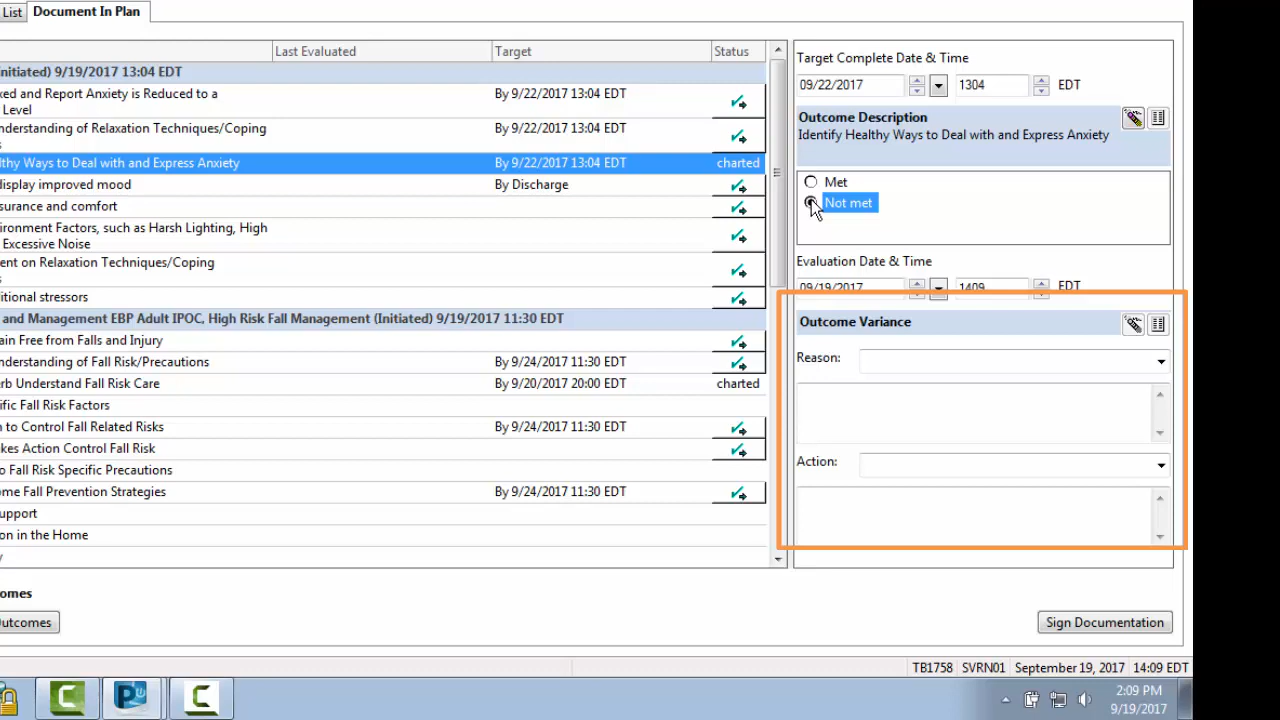 List Document In Plan
Last Evaluated Target Status
nitiated) 9/19/2017 13:04 EDT
xed and Report Anxiety is Reduced to a By 9/22/2017 13:04 EDT
Level
nderstanding of Relaxation Techniques/Coping By 9/22/2017 13:04 EDT
s
lthy Ways to Deal with and Express Anxiety By 9/22/2017 13:04 EDT charted
display improved mood By Discharge
surance and comfort
ironment Factors, such as Harsh Lighting, High
Excessive Noise
ent on Relaxation Techniques/Coping
s
itional stressors
and Management EBP Adult IPOC, High Risk Fall Management (Initiated) 9/19/2017 11:30 EDT
ain Free from Falls and Injury
nderstanding of Fall Risk/Precautions By 9/24/2017 11:30 EDT
rb Understand Fall Risk Care By 9/20/2017 20:00 EDT charted
ific Fall Risk Factors
n to Control Fall Related Risks By 9/24/2017 11:30 EDT
kes Action Control Fall Risk
o Fall Risk Specific Precautions
ome Fall Prevention Strategies By 9/24/2017 11:30 EDT
upport
on in the Home
y
omes
utcomes
Target Complete Date & Time
09/22/2017 1304 EDT
Outcome Description
Identify Healthy Ways to Deal with and Express Anxiety
Met
Not met
Evaluation Date & Time
09/19/2017 1409 EDT
Outcome Variance
Reason:
Action:
Sign Documentation
TB1758 SVRN01 September 19, 2017 14:09 EDT
2:09 PM
9/19/2017